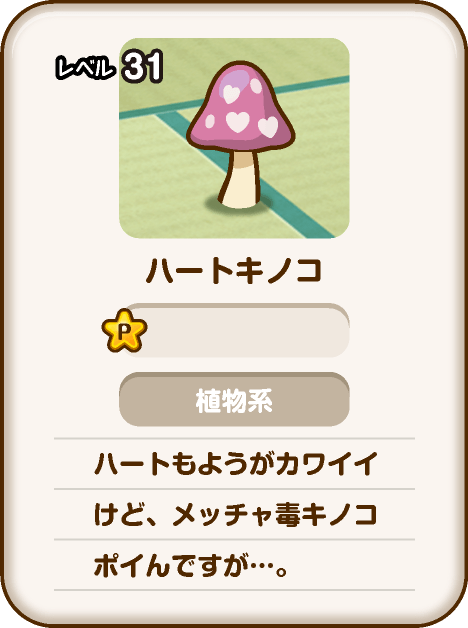 レベル 31
ハートキノコ
P
植物系
ハートもようがカワイイ
けど、メッチャ毒キノコ
ポイんですが…。